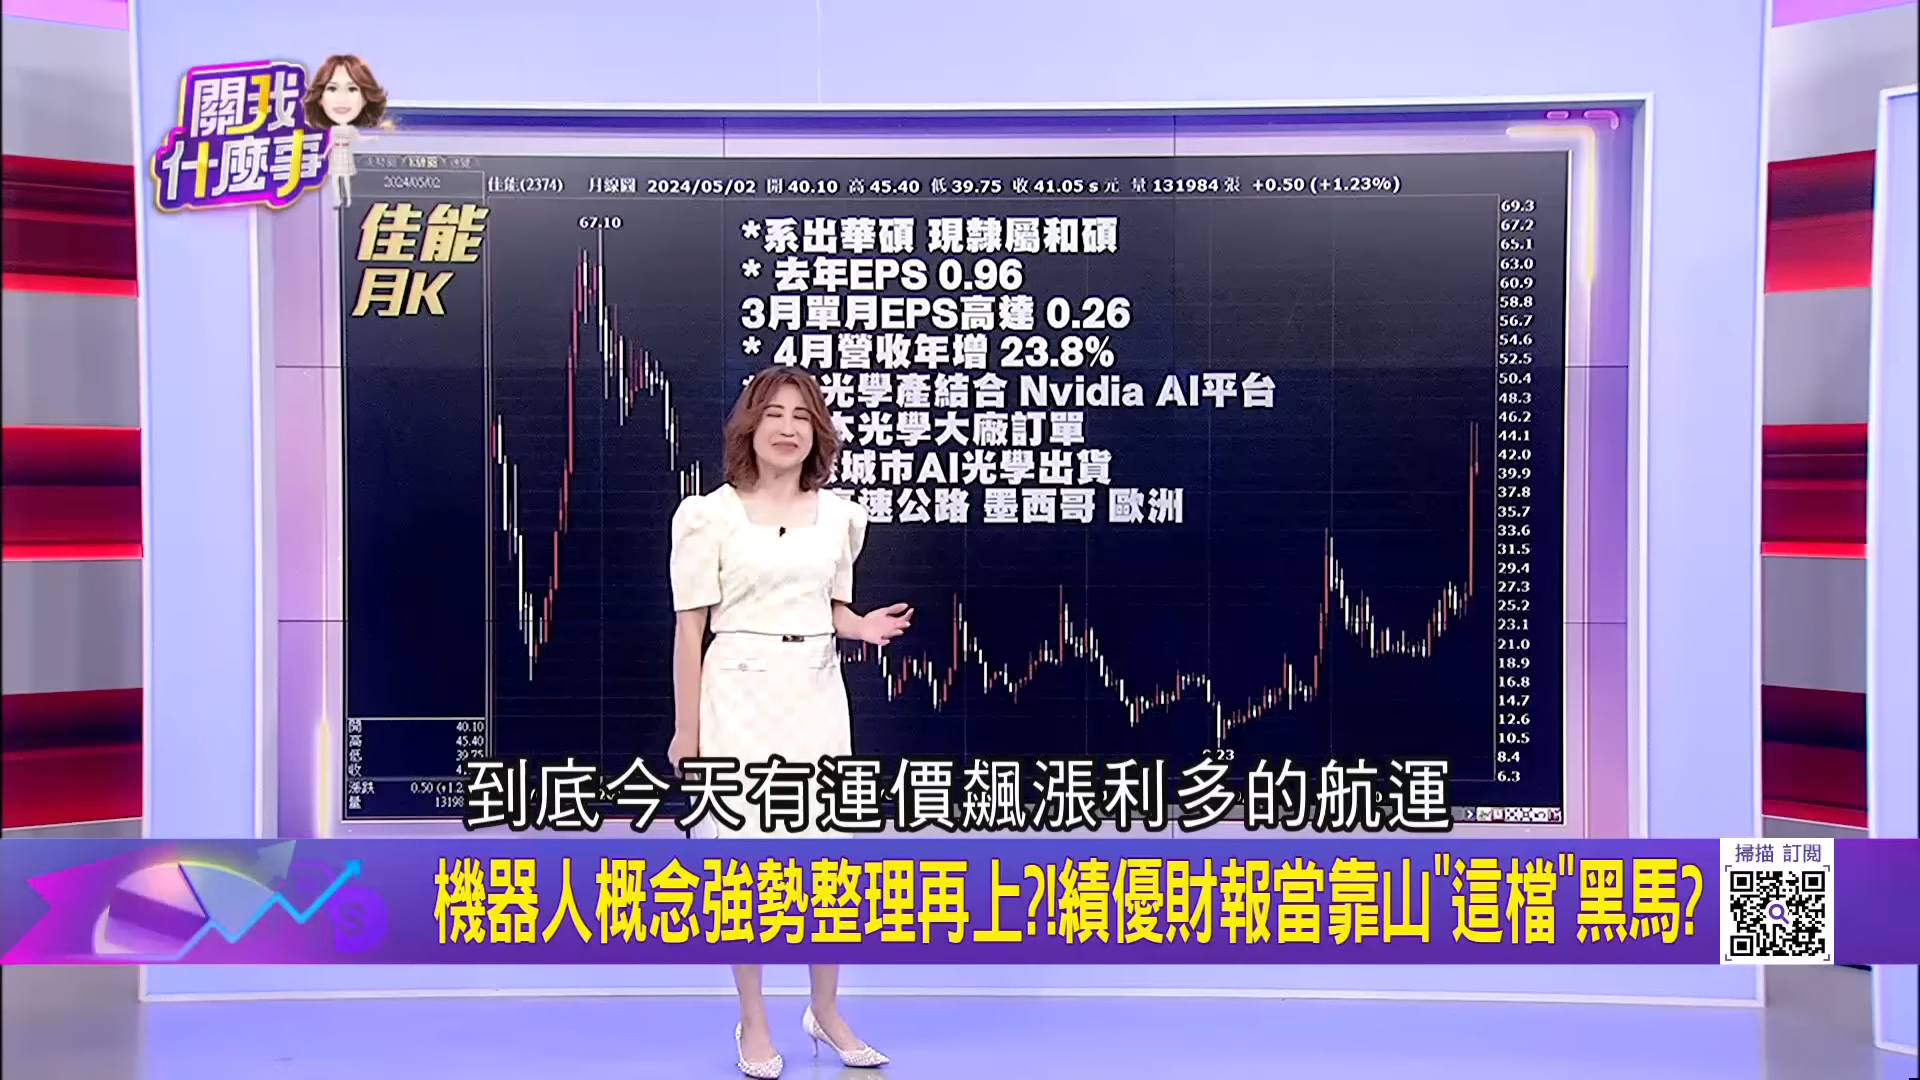 關我
什麼事
2024/05/02
佳能(2374) 月線圖 2024/05/02 開 40.10 高 45.40 低 39.75 收 41.05 s 元 量 131984 張 +0.50 (+1.23%)
佳能
月K
67.10
*系出華碩 現隸屬和碩
* 去年EPS 0.96
3月單月EPS高達 0.26
* 4月營收年增 23.8%
光學產結合 Nvidia AI平台
本光學大廠訂單
城市AI光學出貨
高速公路 墨西哥 歐洲
69.3
67.2
65.1
63.0
60.9
58.8
56.7
54.6
52.5
50.4
48.3
46.2
44.1
42.0
39.9
37.8
35.7
33.6
31.5
29.4
27.3
25.2
23.1
21.0
18.9
16.8
14.7
12.6
10.5
8.4
6.3
開 40.10
高 45.40
低 39.75
收
漲跌 0.50
量
到底今天有運價飆漲利多的航運
機器人概念強勢整理再上?!績優財報當靠山"這檔"黑馬?
掃描 訂閱